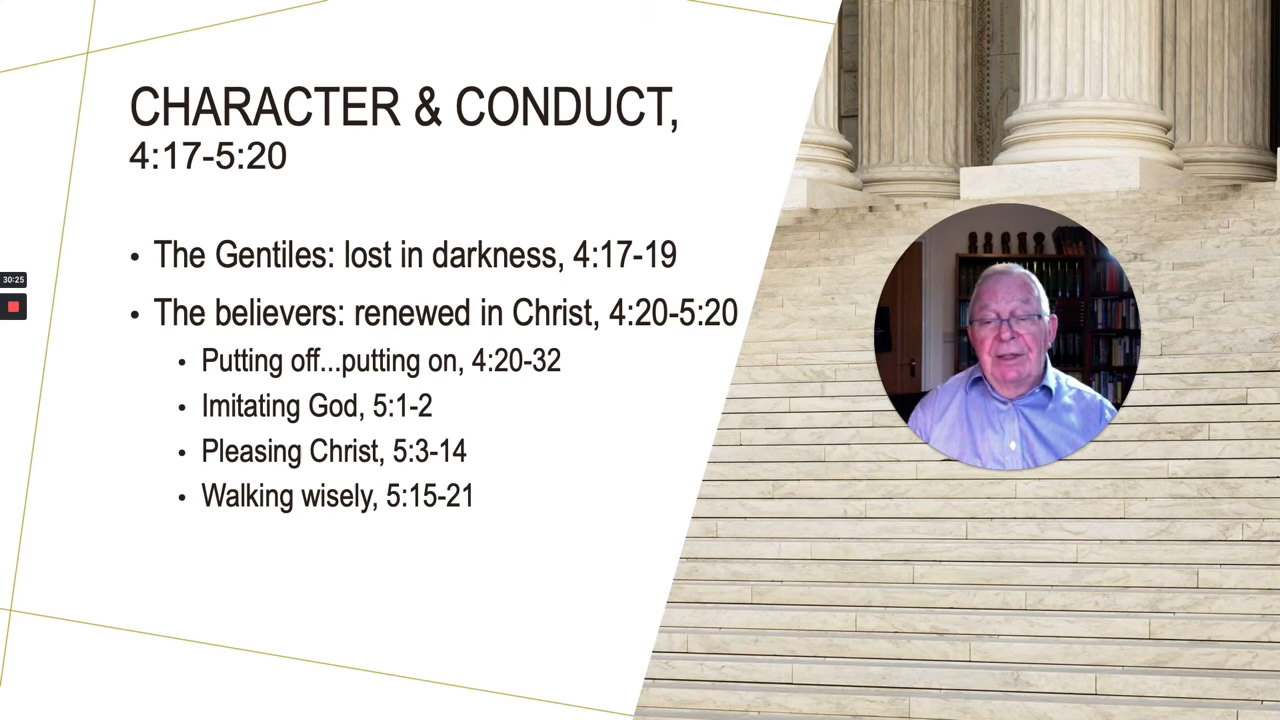 CHARACTER & CONDUCT,
4:17-5:20
• The Gentiles: lost in darkness, 4:17-19
• The believers: renewed in Christ, 4:20-5:20
• Putting off...putting on, 4:20-32
• Imitating God, 5:1-2
• Pleasing Christ, 5:3-14
• Walking wisely, 5:15-21
30:25